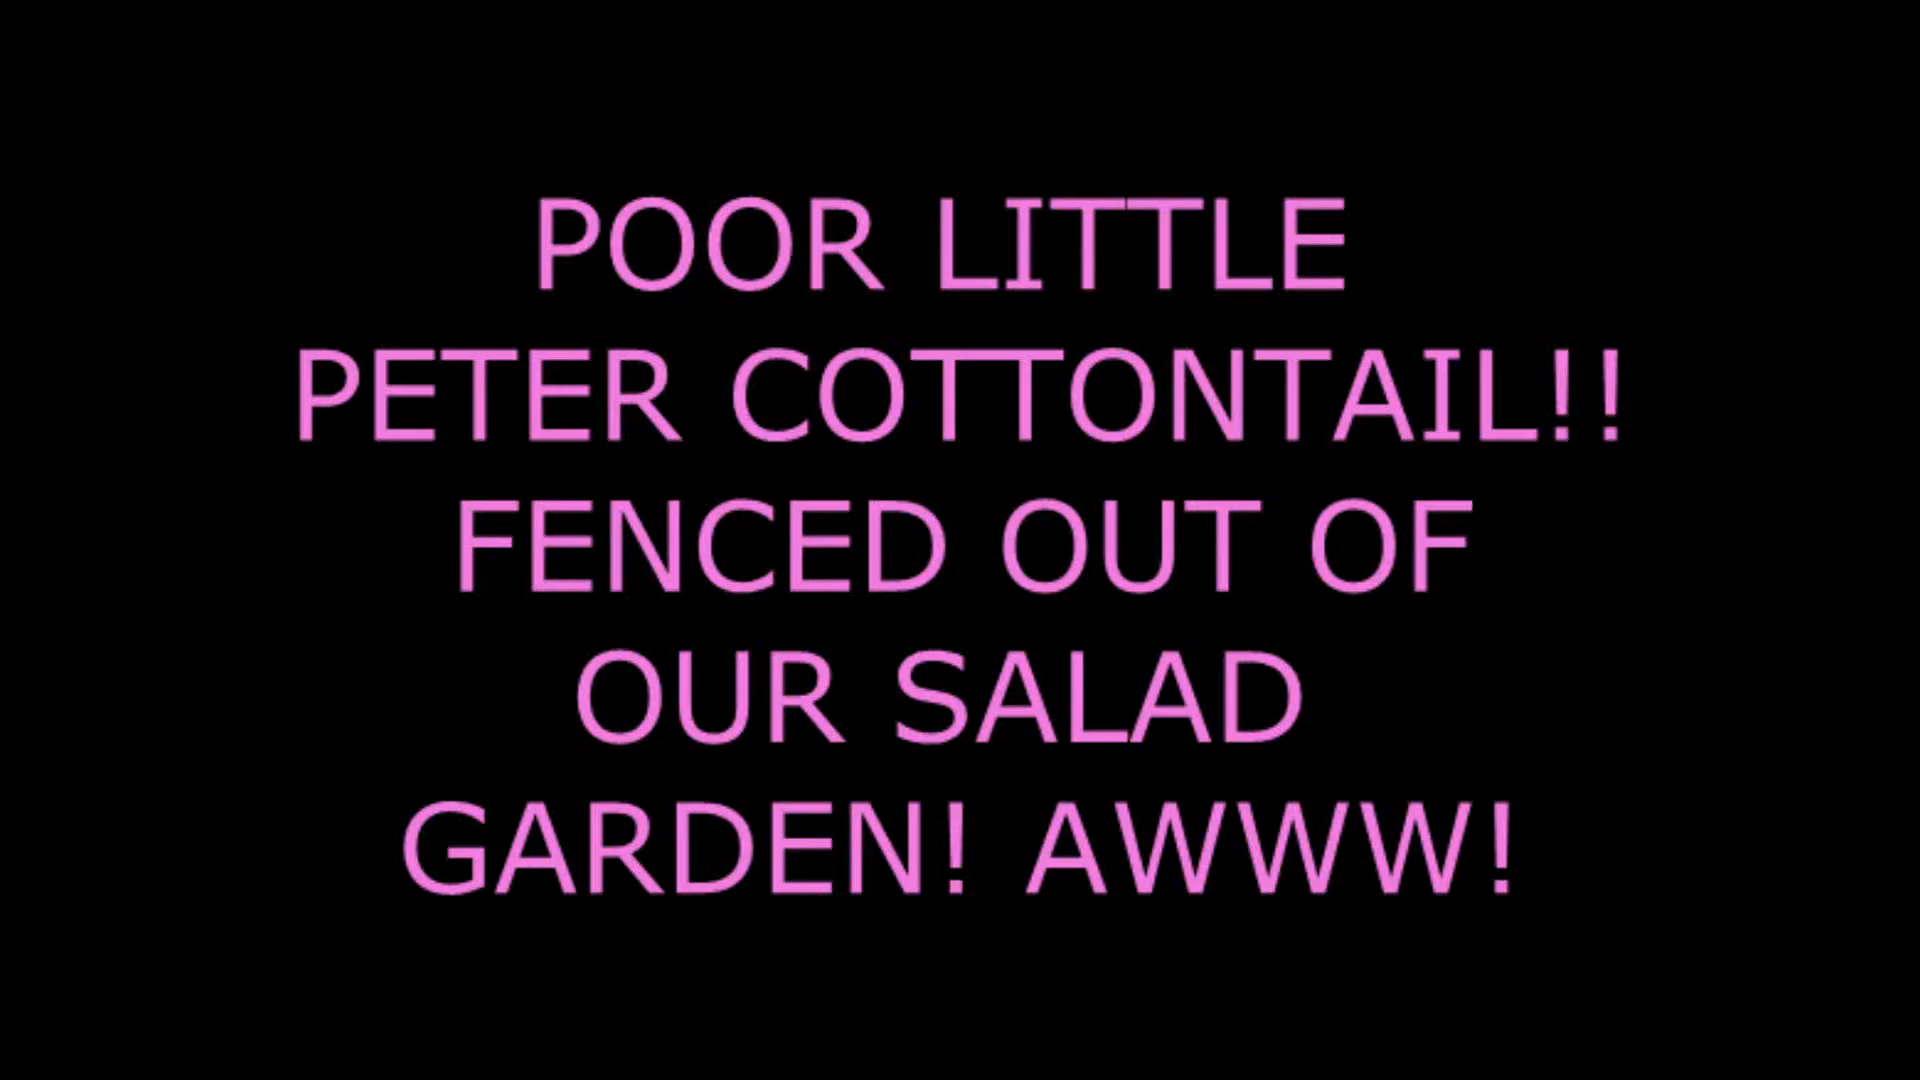 POOR LITTLE
PETER COTTONTAIL!!
FENCED OUT OF
OUR SALAD
GARDEN! AWWW!